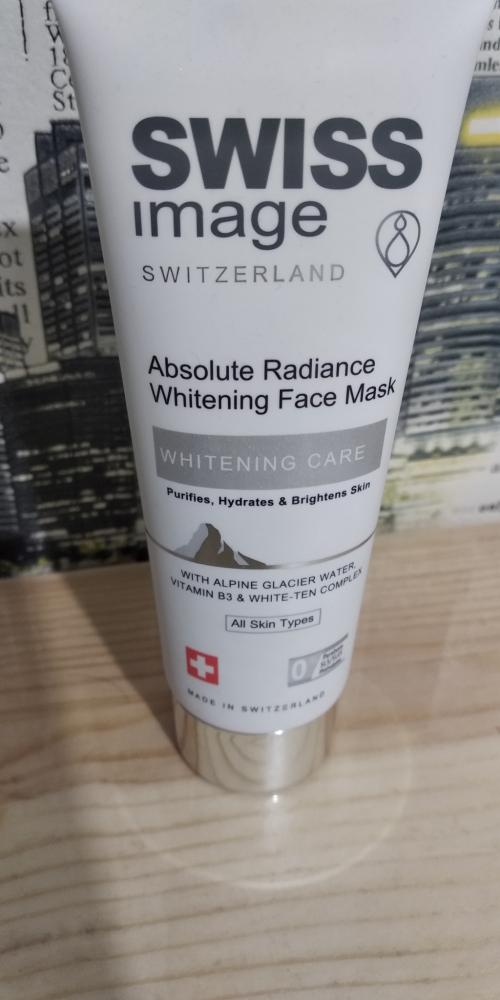 SWISS
image
SWITZERLAND
Absolute Radiance
Whitening Face Mask
WHITENING CARE
Purifies, Hydrates & Brightens Skin
WITH ALPINE GLACIER WATER,
VITAMIN B3 & WHITE-TEN COMPLEX
All Skin Types
0
MADE IN SWITZERLAND